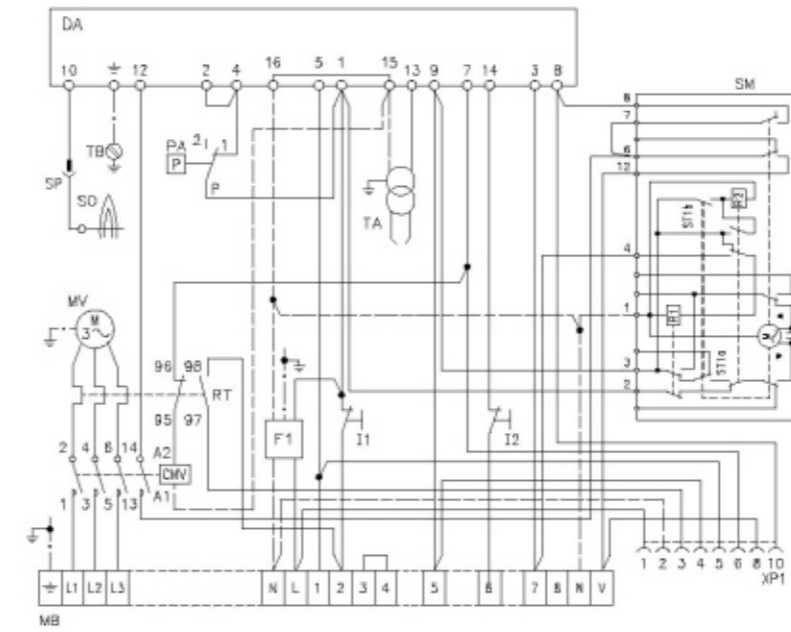 DA
10 12 2 4 16 5 1 15 13 9 7 14 3 8
SM
8
7
6
12
TB
PA 2 1
P
P
SP
SO
TA
ST1b
R2
4
MV
M
3
1
R1
M
96 98
RT
3
ST1a
2
95 97
F1
I1
I2
2 4 6 14 A2
CMV
1 3 5 13 A1
1 2 3 4 5 6 8 10
XP1
L1 L2 L3 N L 1 2 3 4 5 6 7 8 N V
MB